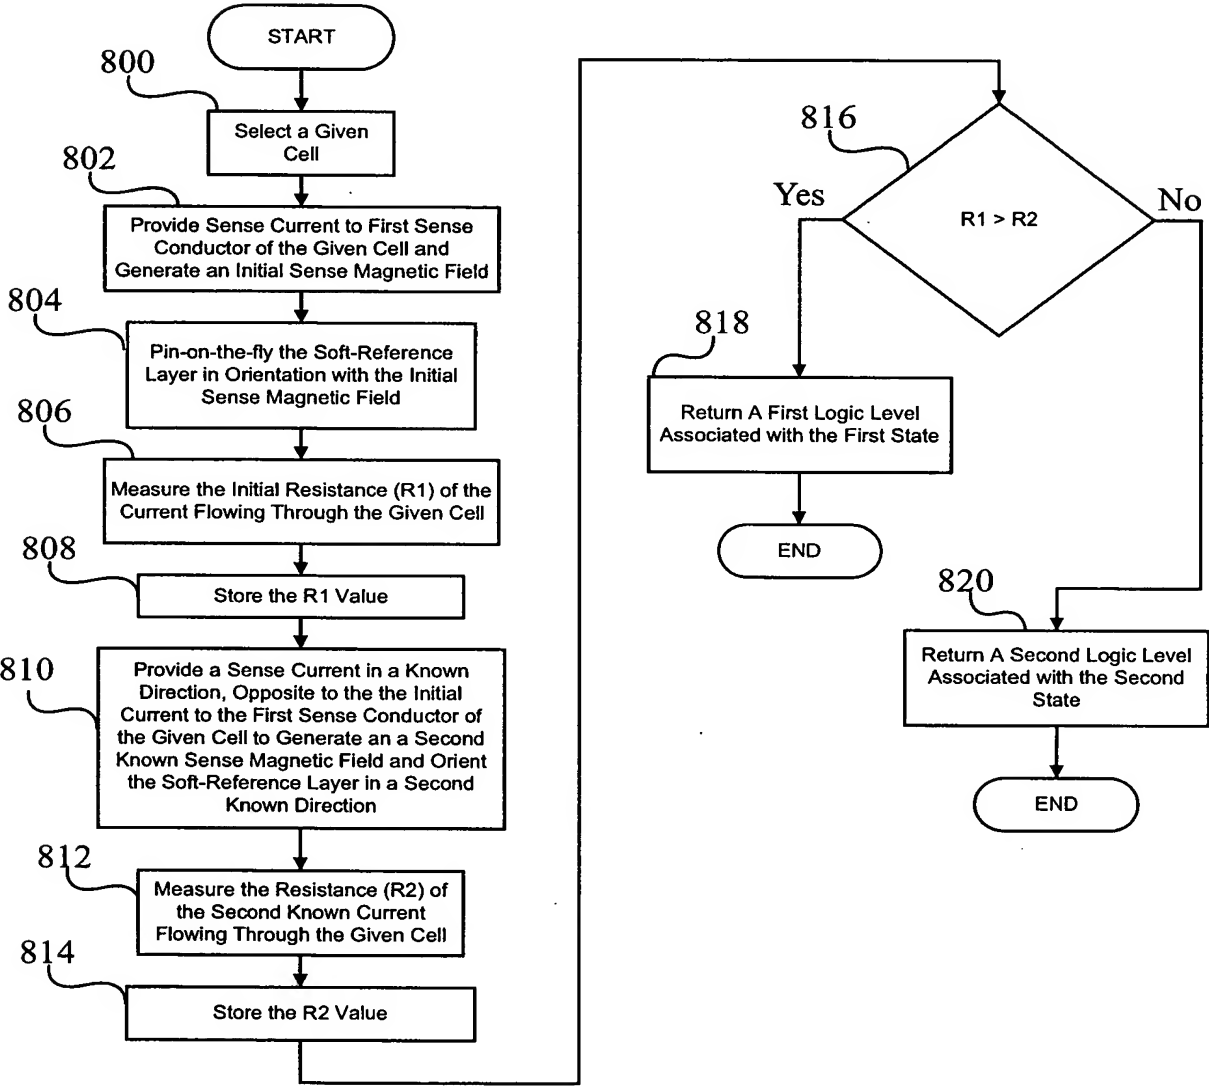 START
800
Select a Given
Cell
802
Provide Sense Current to First Sense
Conductor of the Given Cell and
Generate an Initial Sense Magnetic Field
804
Pin-on-the-fly the Soft-Reference
Layer in Orientation with the Initial
Sense Magnetic Field
806
Measure the Initial Resistance (R1) of the
Current Flowing Through the Given Cell
808
Store the R1 Value
810
Provide a Sense Current in a Known
Direction, Opposite to the the Initial
Current to the First Sense Conductor of
the Given Cell to Generate an a Second
Known Sense Magnetic Field and Orient
the Soft-Reference Layer in a Second
Known Direction
812
Measure the Resistance (R2) of
the Second Known Current
Flowing Through the Given Cell
814
Store the R2 Value
816
R1 > R2
Yes
No
818
Return A First Logic Level
Associated with the First State
END
820
Return A Second Logic Level
Associated with the Second
State
END